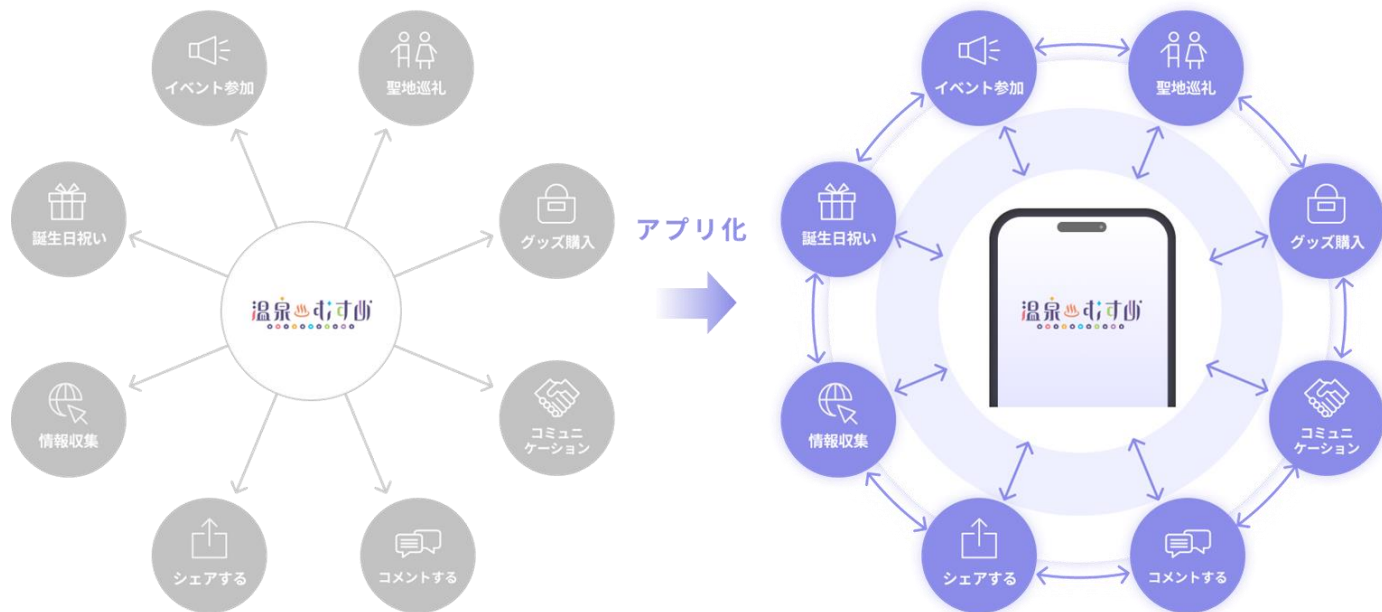 イベント参加
聖地巡礼
誕生日祝い
グッズ購入
温泉むすめ
情報収集
コミュニ
ケーション
シェアする
コメントする
アプリ化
イベント参加
聖地巡礼
誕生日祝い
グッズ購入
温泉むすめ
情報収集
コミュニ
ケーション
シェアする
コメントする